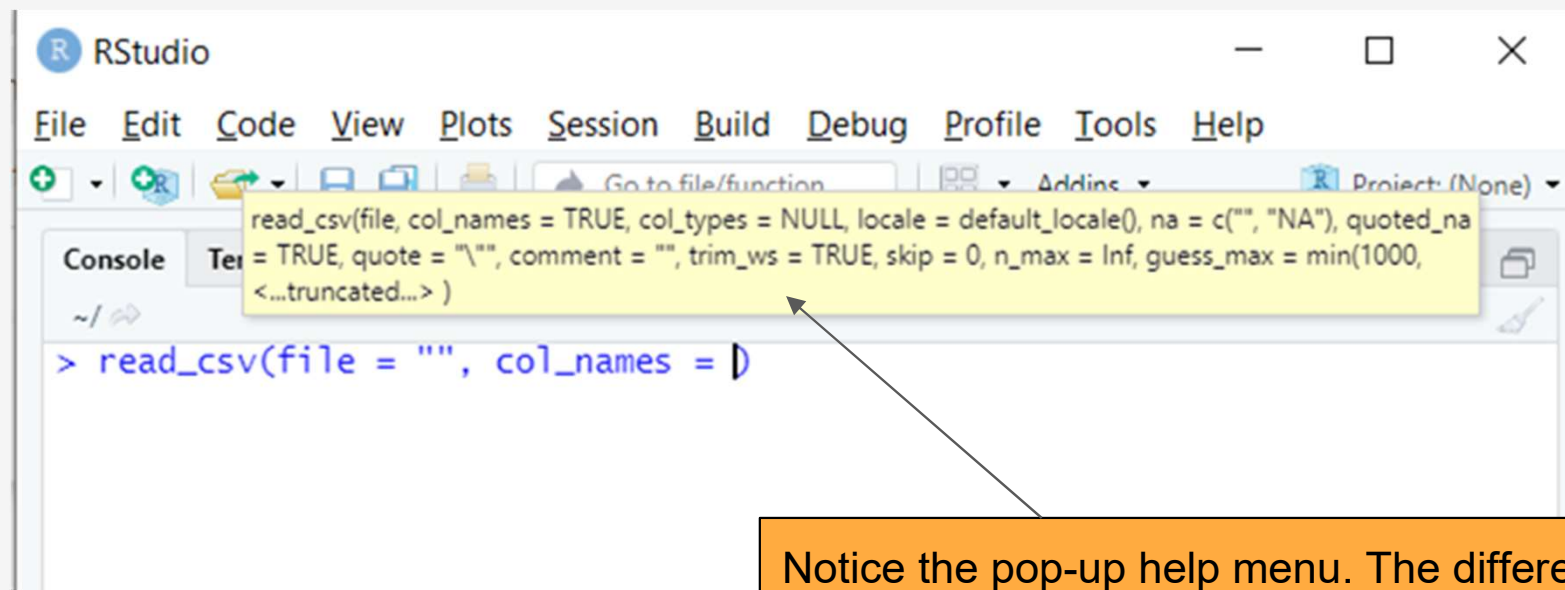 RStudio
File Edit Code View Plots Session Build Debug Profile Tools Help
Go to file/function Addins Project: (None)
read_csv(file, col_names = TRUE, col_types = NULL, locale = default_locale(), na = c("", "NA"), quoted_na
= TRUE, quote = "\"", comment = "", trim_ws = TRUE, skip = 0, n_max = Inf, guess_max = min(1000,
<...truncated...> )
Console
~/
> read_csv(file = "", col_names = )
Notice the pop-up help menu. The